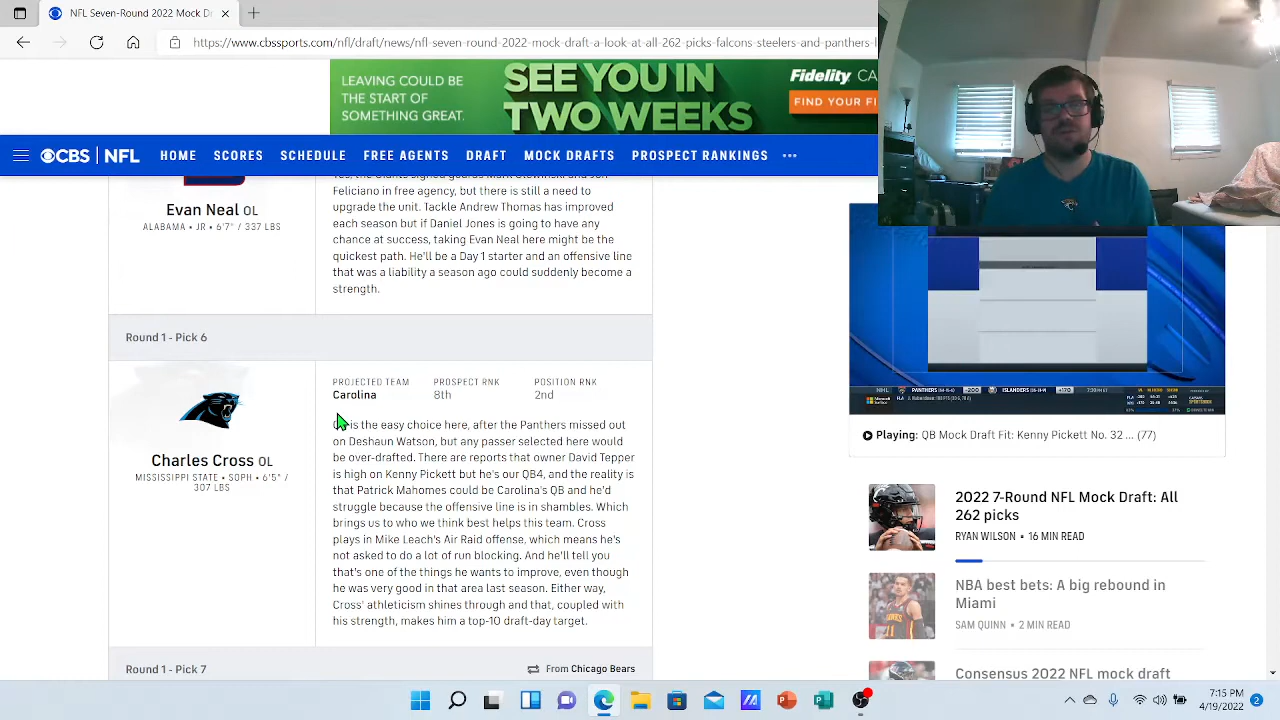 NFL Seven-Round 2022 Mock Dr
https://www.cbssports.com/nfl/draft/news/nfl-seven-round-2022-mock-draft-a-look-at-all-262-picks-falcons-steelers-and-panthers-l
LEAVING COULD BE
THE START OF
SOMETHING GREAT.
SEE YOU IN
TWO WEEKS
Fidelity CA
FIND YOUR FI
CBS NFL HOME SCORES SCHEDULE FREE AGENTS DRAFT MOCK DRAFTS PROSPECT RANKINGS
Evan Neal OL
ALABAMA • JR • 6'7" / 337 LBS
Feliciano in free agency, but there is still a need to
upgrade the unit. Tackle Andrew Thomas has improved
each season but if Daniel Jones is going to have any
chance at success, taking Evan Neal here might be the
quickest path. He'll be a Day 1 starter and an offensive line
that was a liability a season ago could suddenly become a
strength.
Round 1 - Pick 6
Charles Cross OL
MISSISSIPPI STATE • SOPH • 6'5" /
307 LBS
PROJECTED TEAM PROSPECT RNK POSITION RNK
Carolina 8th 2nd
is the easy choice here since the Panthers missed out
on Deshaun Watson, but any passer selected here would
be over-drafted. There are reports that owner David Tepper
is high on Kenny Pickett but he's our QB4, and the reality is
that Patrick Mahomes could be Carolina's QB and he'd
struggle because the offensive line is in shambles. Which
brings us to who we think best helps this team. Cross
played in Mike Leach's Air Raid offense, which means he's
not asked to do a lot of run blocking. And he'll tell you
that's one of the things he wants to improve, even though
he was very good in that area last season. Either way,
Cross' athleticism shines through and that, coupled with
his strength, makes him a top-10 draft-day target.
Round 1 - Pick 7
From Chicago Bears
NHL PANTHERS -200 ISLANDERS +170
Playing: QB Mock Draft Fit: Kenny Pickett No. 32 ... (77)
2022 7-Round NFL Mock Draft: All
262 picks
RYAN WILSON • 16 MIN READ
NBA best bets: A big rebound in
Miami
SAM QUINN • 2 MIN READ
Consensus 2022 NFL mock draft
7:15 PM
4/19/2022
2